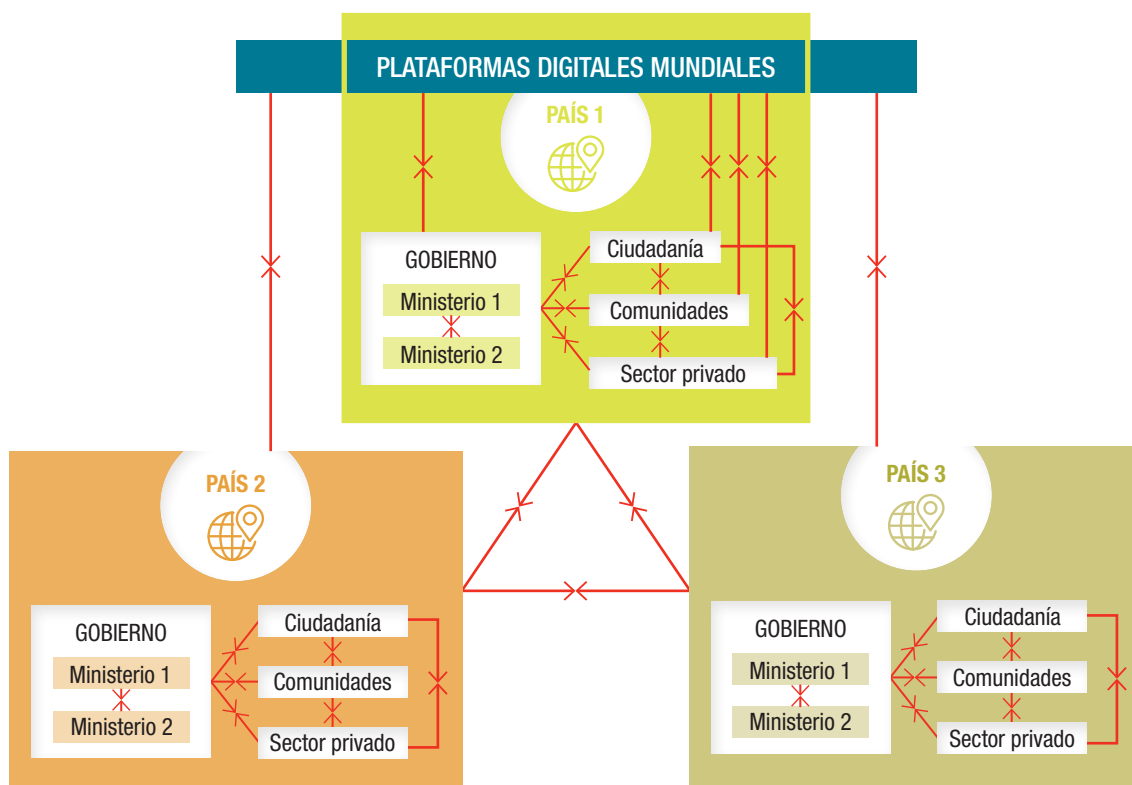 PLATAFORMAS DIGITALES MUNDIALES
PAÍS 1
GOBIERNO
Ministerio 1
Ministerio 2
Ciudadanía
Comunidades
Sector privado
PAÍS 2
GOBIERNO
Ministerio 1
Ministerio 2
Ciudadanía
Comunidades
Sector privado
PAÍS 3
GOBIERNO
Ministerio 1
Ministerio 2
Ciudadanía
Comunidades
Sector privado